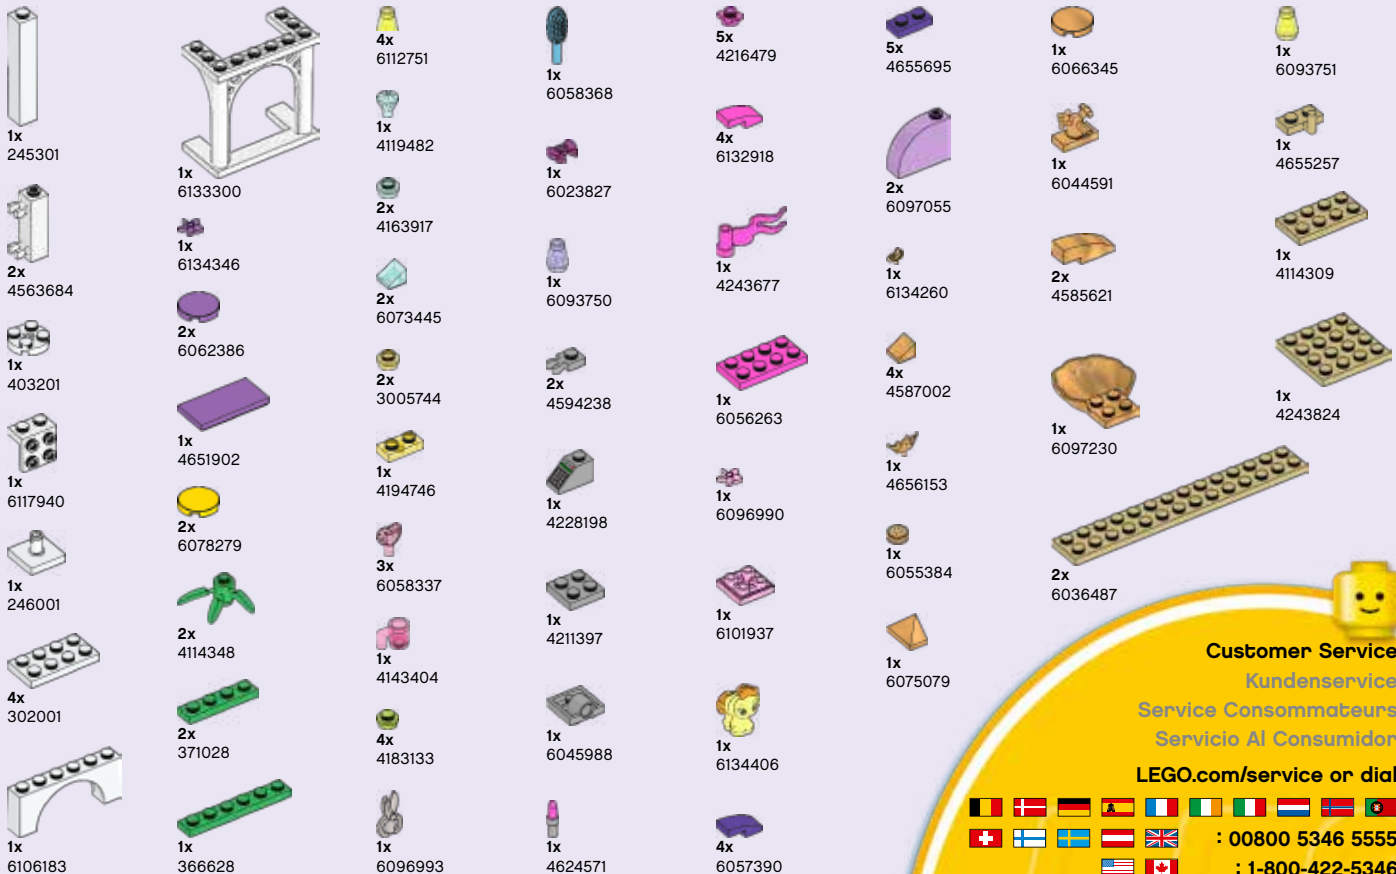 1x
245301
2x
4563684
1x
403201
1x
6117940
1x
246001
4x
302001
1x
6106183
1x
6133300
1x
6134346
2x
6062386
1x
4651902
2x
6078279
2x
4114348
2x
371028
1x
366628
4x
6112751
1x
4119482
2x
4163917
2x
6073445
2x
3005744
1x
4194746
3x
6058337
1x
4143404
4x
4183133
1x
6096993
1x
6058368
1x
6023827
1x
6093750
2x
4594238
1x
4228198
1x
4211397
1x
6045988
1x
4624571
5x
4216479
4x
6132918
1x
4243677
1x
6056263
1x
6096990
1x
6101937
1x
6134406
4x
6057390
5x
4655695
2x
6097055
1x
6134260
4x
4587002
1x
4656153
1x
6055384
1x
6075079
1x
6066345
1x
6044591
2x
4585621
1x
6097230
2x
6036487
1x
6093751
1x
4655257
1x
4114309
1x
4243824
Customer Service
Kundenservice
Service Consommateurs
Servicio Al Consumidor
LEGO.com/service or dial
: 00800 5346 5555
: 1-800-422-5346